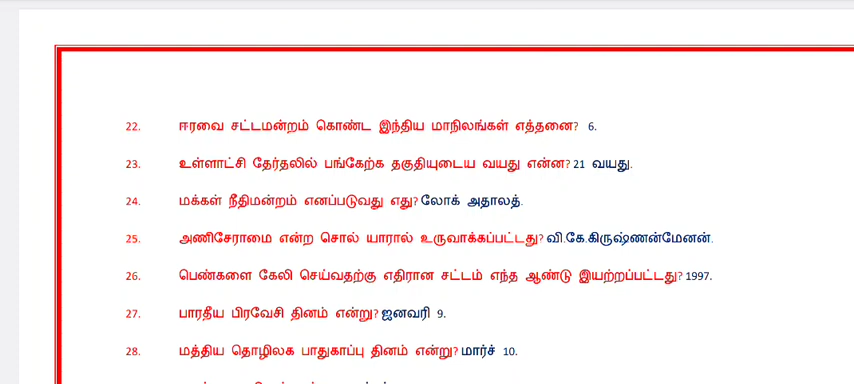 22. ஈரவை சட்டமன்றம் கொண்ட இந்திய மாநிலங்கள் எத்தனை? 6.
23. உள்ளாட்சி தேர்தலில் பங்கேற்க தகுதியுடைய வயது என்ன? 21 வயது.
24. மக்கள் நீதிமன்றம் எனப்படுவது எது? லோக் அதாலத்.
25. அணிசேராமை என்ற சொல் யாரால் உருவாக்கப்பட்டது? வி.கே.கிருஷ்ணன்மேனன்.
26. பெண்களை கேலி செய்வதற்கு எதிரான சட்டம் எந்த ஆண்டு இயற்றப்பட்டது? 1997.
27. பாரதீய பிரவேசி தினம் என்று? ஜனவரி 9.
28. மத்திய தொழிலக பாதுகாப்பு தினம் என்று? மார்ச் 10.